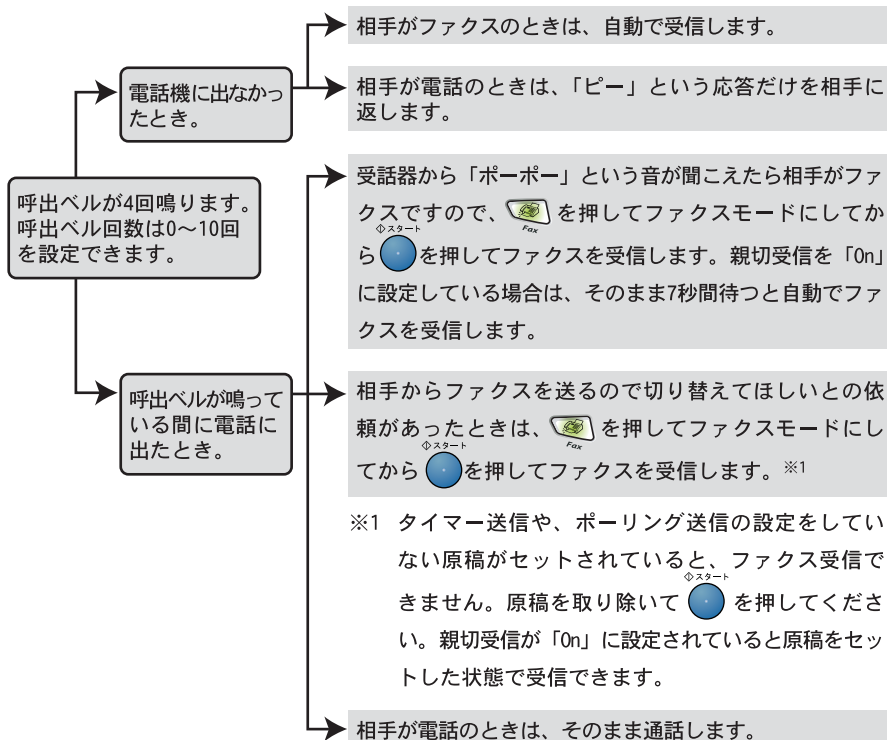 相手がファクスのときは、自動で受信します。
電話機に出なかっ
たとき。
相手が電話のときは、「ピー」という応答だけを相手に
返します。
呼出ベルが4回鳴ります。
呼出ベル回数は0～10回
を設定できます。
受話器から「ポーポー」という音が聞こえたら相手がファ
クスですので、 を押してファクスモードにしてか
Fax
スタート
らを押してファクスを受信します。親切受信を「On」
に設定している場合は、そのまま7秒間待つと自動でファ
クスを受信します。
呼出ベルが鳴って
いる間に電話に
出たとき。
相手からファクスを送るので切り替えてほしいとの依
頼があったときは、 を押してファクスモードにし
Fax
スタート
てから を押してファクスを受信します。※1
※1 タイマー送信や、ポーリング送信の設定をしてい
ない原稿がセットされていると、ファクス受信で
スタート
きません。原稿を取り除いて を押してくださ
い。親切受信が「On」に設定されていると原稿をセッ
トした状態で受信できます。
相手が電話のときは、そのまま通話します。